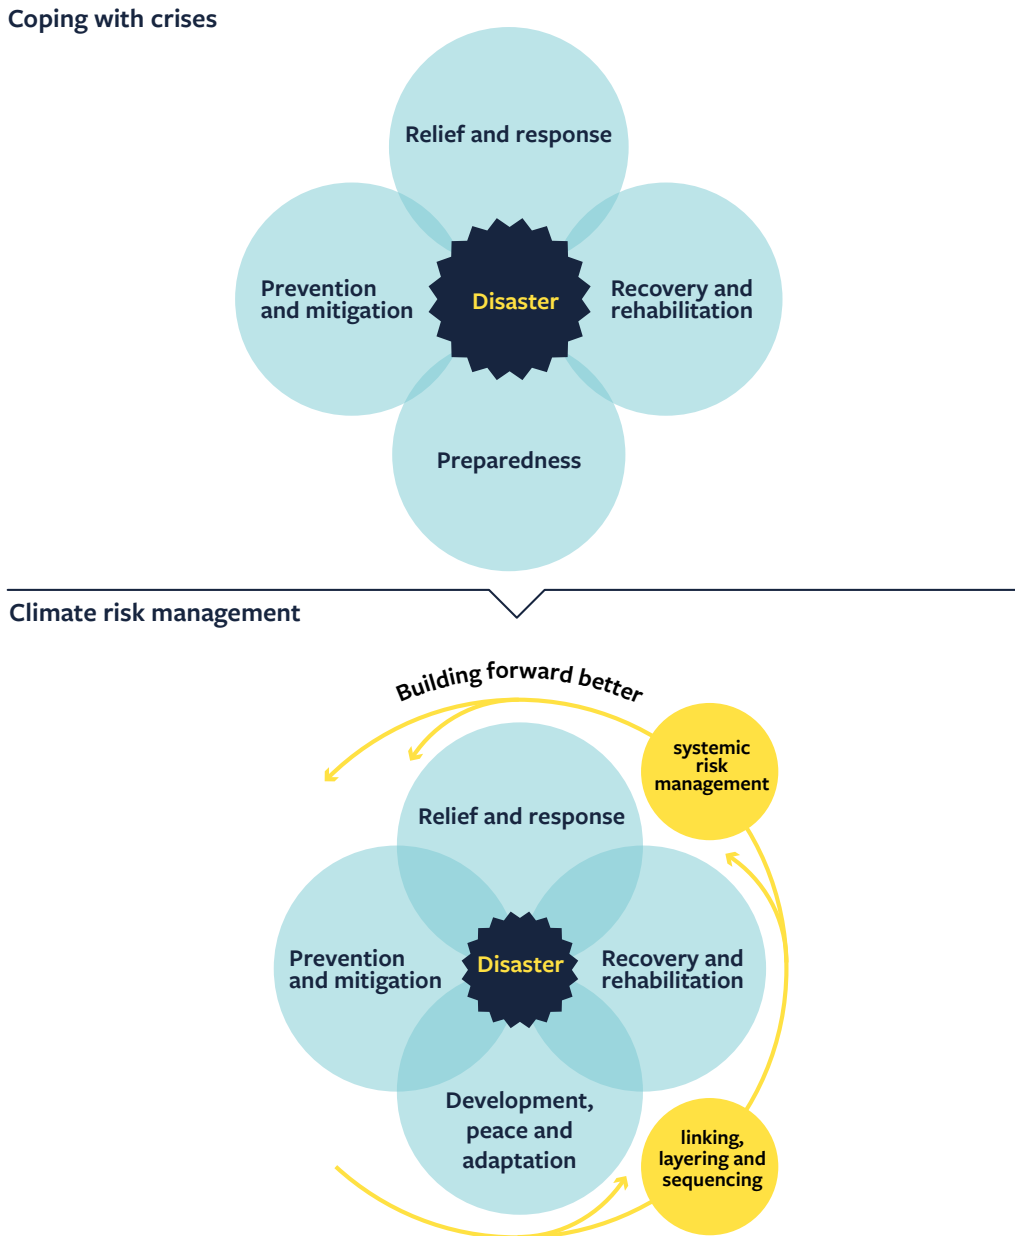 Coping with crises
Relief and response
Prevention
and mitigation
Disaster
Recovery and
rehabilitation
Preparedness
Climate risk management
Building forward better
systemic
risk
management
Relief and response
Prevention
and mitigation
Disaster
Recovery and
rehabilitation
Development,
peace and
adaptation
linking,
layering and
sequencing